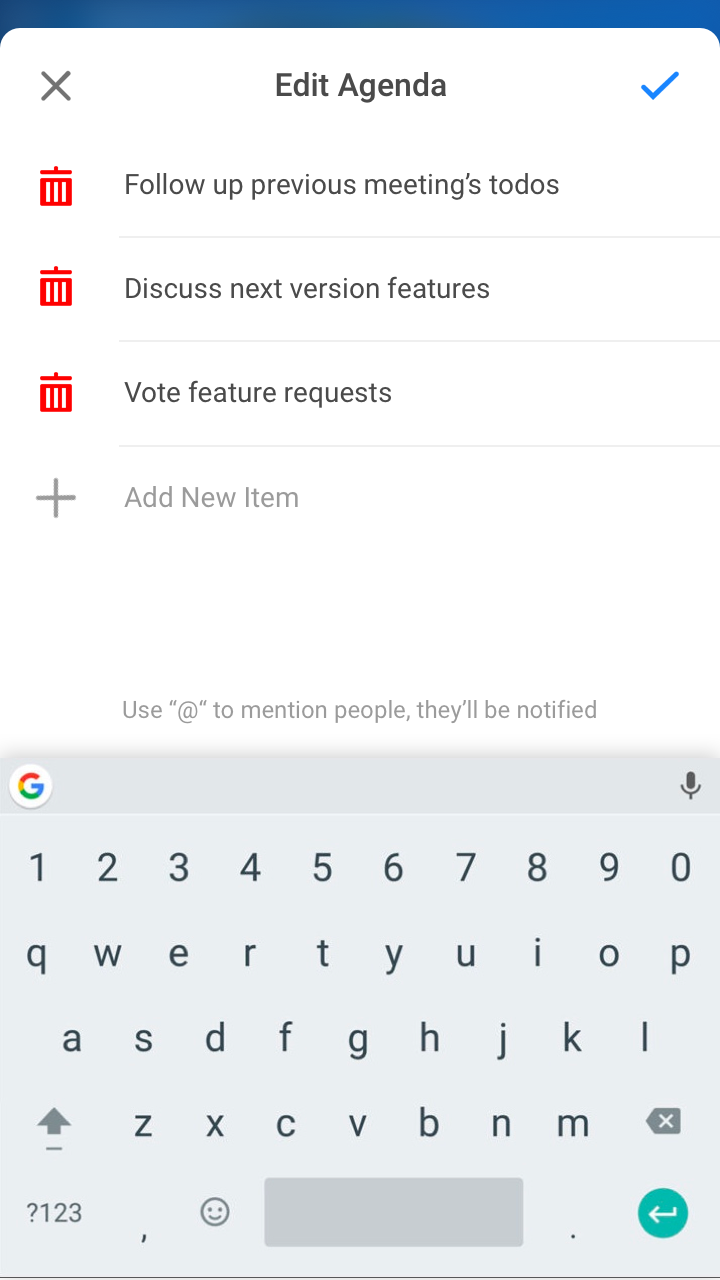 Edit Agenda
Follow up previous meeting’s todos
Discuss next version features
Vote feature requests
Add New Item
Use “@“ to mention people, they’ll be notified
G
1 2 3 4 5 6 7 8 9 0
q w e r t y u i o p
a s d f g h j k l
z x c v b n m
?123 , .